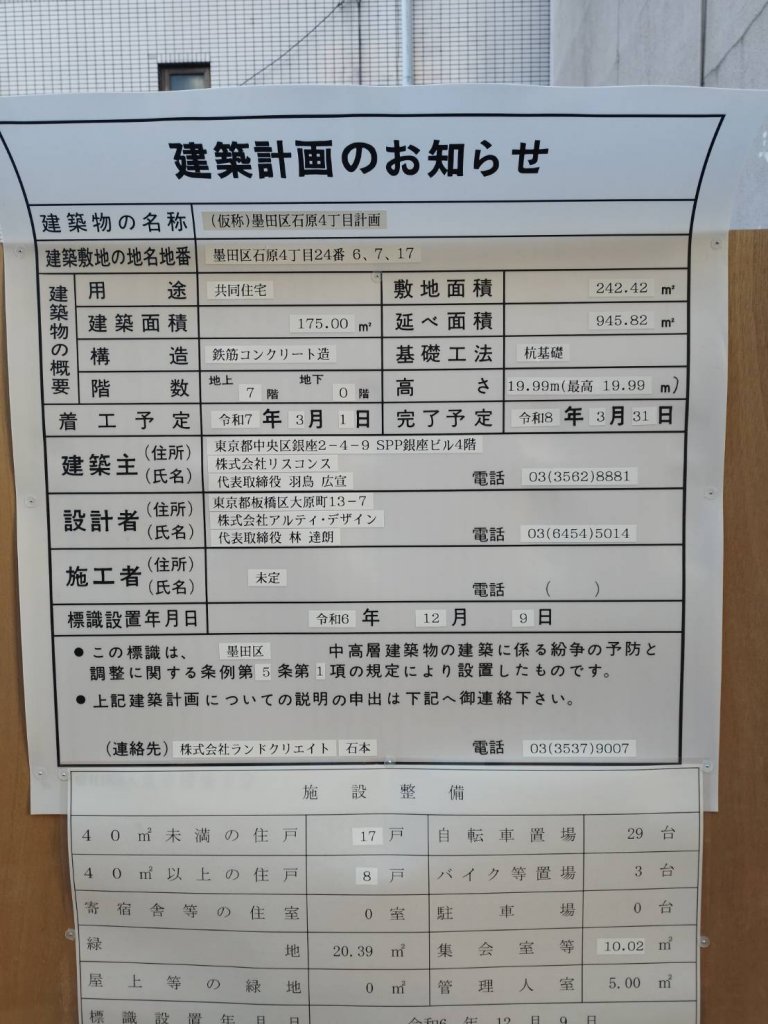 建築計画のお知らせ
建築物の名称 (仮称)墨田区石原4丁目計画
建築敷地の地名地番 墨田区石原4丁目24番 6、7、17
建築物の概要
用途 共同住宅 敷地面積 242.42 ㎡
建築面積 175.00 ㎡ 延べ面積 945.82 ㎡
構造 鉄筋コンクリート造 基礎工法 杭基礎
階数 地上 7 階 地下 0 階 高さ 19.99m(最高 19.99 m)
着工予定 令和7 年 3 月 1 日 完了予定 令和8 年 3 月 31 日
建築主 (住所) 東京都中央区銀座2-4-9 SPP銀座ビル4階
(氏名) 株式会社リスコンス
代表取締役 羽鳥 広宣 電話 03(3562)8881
設計者 (住所) 東京都板橋区大原町13-7
(氏名) 株式会社アルティ・デザイン
代表取締役 林 達朗 電話 03(6454)5014
施工者 (住所)
(氏名) 未定 電話 ( )
標識設置年月日 令和6 年 12 月 9 日
●この標識は、 墨田区 中高層建築物の建築に係る紛争の予防と
調整に関する条例第 5 条第 1 項の規定により設置したものです。
●上記建築計画についての説明の申出は下記へ御連絡下さい。
(連絡先) 株式会社ランドクリエイト 石本 電話 03(3537)9007
施設整備
40㎡未満の住戸 17 戸 自転車置場 29 台
40㎡以上の住戸 8 戸 バイク等置場 3 台
寄宿舎等の住室 0 室 駐車場 0 台
緑地 20.39 ㎡ 集会室等 10.02 ㎡
屋上等の緑地 0 ㎡ 管理人室 5.00 ㎡
標識設置年月日 令和6 年 12 月 9 日